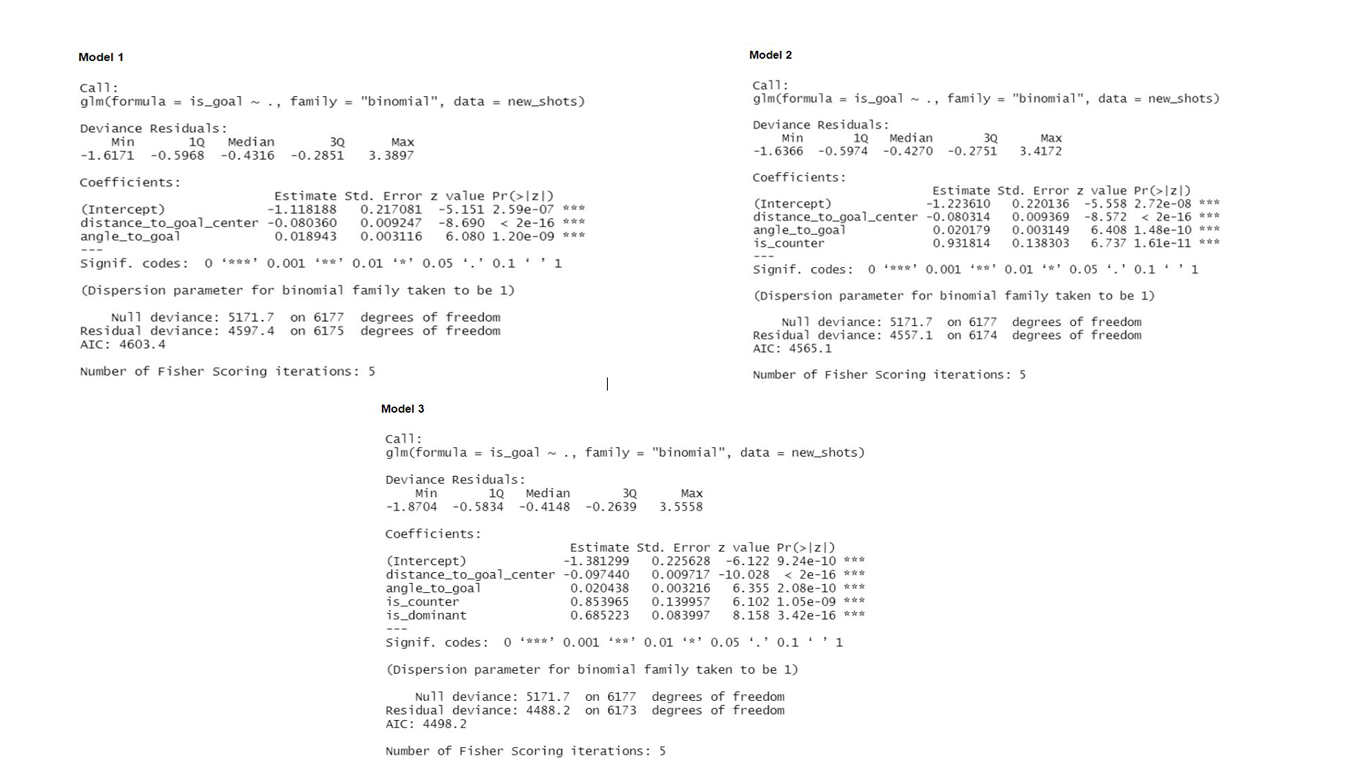 Model 1
Call:
glm(formula = is_goal ~ ., family = "binomial", data = new_shots)
Deviance Residuals:
Min 1Q Median 3Q Max
-1.6171 -0.5968 -0.4316 -0.2851 3.3897
Coefficients:
Estimate Std. Error z value Pr(>|z|)
(Intercept) -1.118188 0.217081 -5.151 2.59e-07 ***
distance_to_goal_center -0.080360 0.009247 -8.690 < 2e-16 ***
angle_to_goal 0.018943 0.003116 6.080 1.20e-09 ***
---
Signif. codes: 0 ‘***’ 0.001 ‘**’ 0.01 ‘*’ 0.05 ‘.’ 0.1 ‘ ’ 1
(Dispersion parameter for binomial family taken to be 1)
Null deviance: 5171.7 on 6177 degrees of freedom
Residual deviance: 4597.4 on 6175 degrees of freedom
AIC: 4603.4
Number of Fisher Scoring iterations: 5
Model 2
Call:
glm(formula = is_goal ~ ., family = "binomial", data = new_shots)
Deviance Residuals:
Min 1Q Median 3Q Max
-1.6366 -0.5974 -0.4270 -0.2751 3.4172
Coefficients:
Estimate Std. Error z value Pr(>|z|)
(Intercept) -1.223610 0.220136 -5.558 2.72e-08 ***
distance_to_goal_center -0.080314 0.009369 -8.572 < 2e-16 ***
angle_to_goal 0.020179 0.003149 6.408 1.48e-10 ***
is_counter 0.931814 0.138303 6.737 1.61e-11 ***
---
Signif. codes: 0 ‘***’ 0.001 ‘**’ 0.01 ‘*’ 0.05 ‘.’ 0.1 ‘ ’ 1
(Dispersion parameter for binomial family taken to be 1)
Null deviance: 5171.7 on 6177 degrees of freedom
Residual deviance: 4557.1 on 6174 degrees of freedom
AIC: 4565.1
Number of Fisher Scoring iterations: 5
Model 3
Call:
glm(formula = is_goal ~ ., family = "binomial", data = new_shots)
Deviance Residuals:
Min 1Q Median 3Q Max
-1.8704 -0.5834 -0.4148 -0.2639 3.5558
Coefficients:
Estimate Std. Error z value Pr(>|z|)
(Intercept) -1.381299 0.225628 -6.122 9.24e-10 ***
distance_to_goal_center -0.097440 0.009717 -10.028 < 2e-16 ***
angle_to_goal 0.020438 0.003216 6.355 2.08e-10 ***
is_counter 0.853965 0.139957 6.102 1.05e-09 ***
is_dominant 0.685223 0.083997 8.158 3.42e-16 ***
---
Signif. codes: 0 ‘***’ 0.001 ‘**’ 0.01 ‘*’ 0.05 ‘.’ 0.1 ‘ ’ 1
(Dispersion parameter for binomial family taken to be 1)
Null deviance: 5171.7 on 6177 degrees of freedom
Residual deviance: 4488.2 on 6173 degrees of freedom
AIC: 4498.2
Number of Fisher Scoring iterations: 5